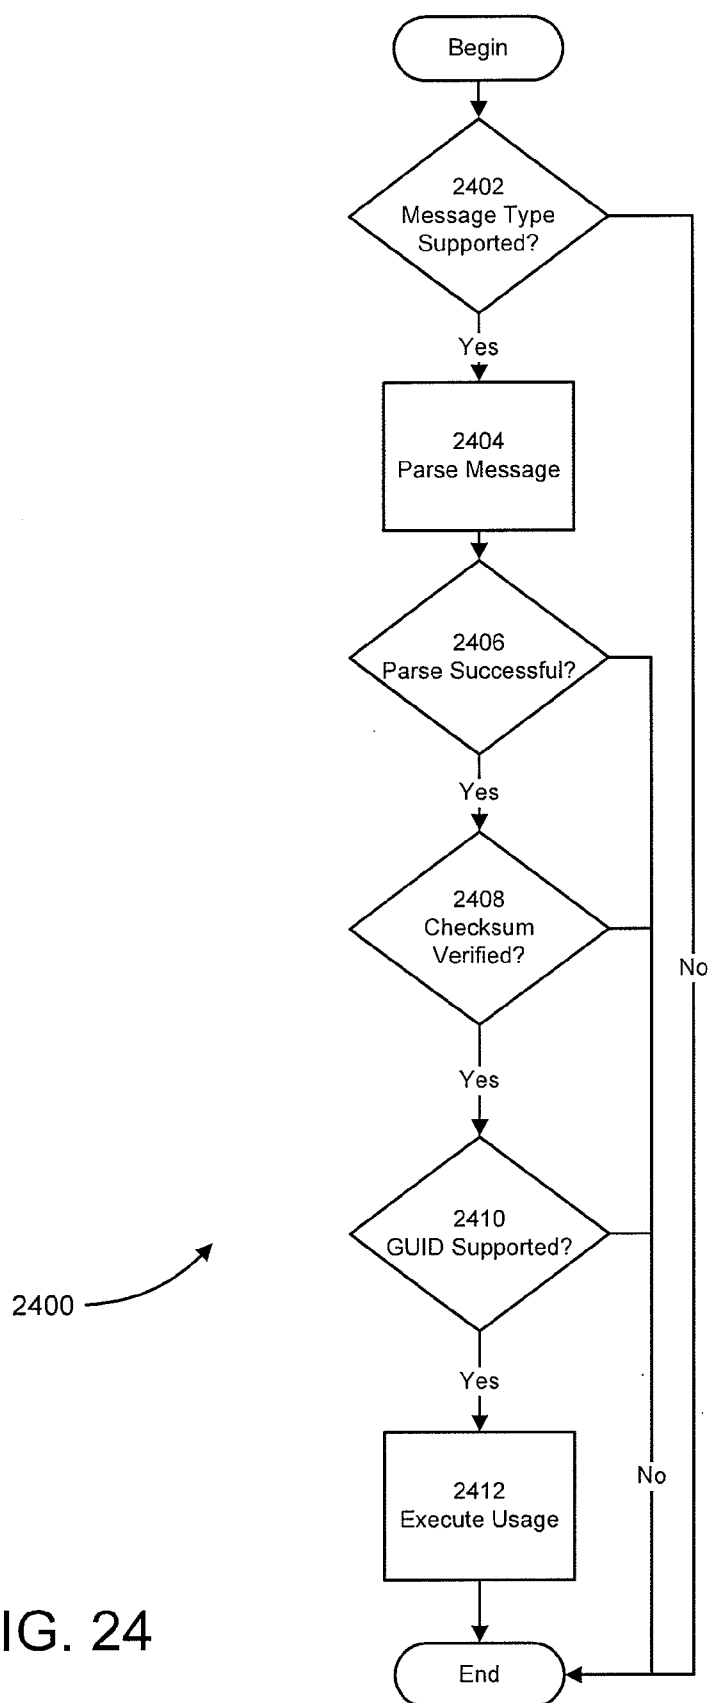 Begin
2402
Message Type
Supported?
Yes
2404
Parse Message
2406
Parse Successful?
Yes
2408
Checksum
Verified?
No
Yes
2410
GUID Supported?
2400
Yes
No
2412
Execute Usage
IG. 24
End